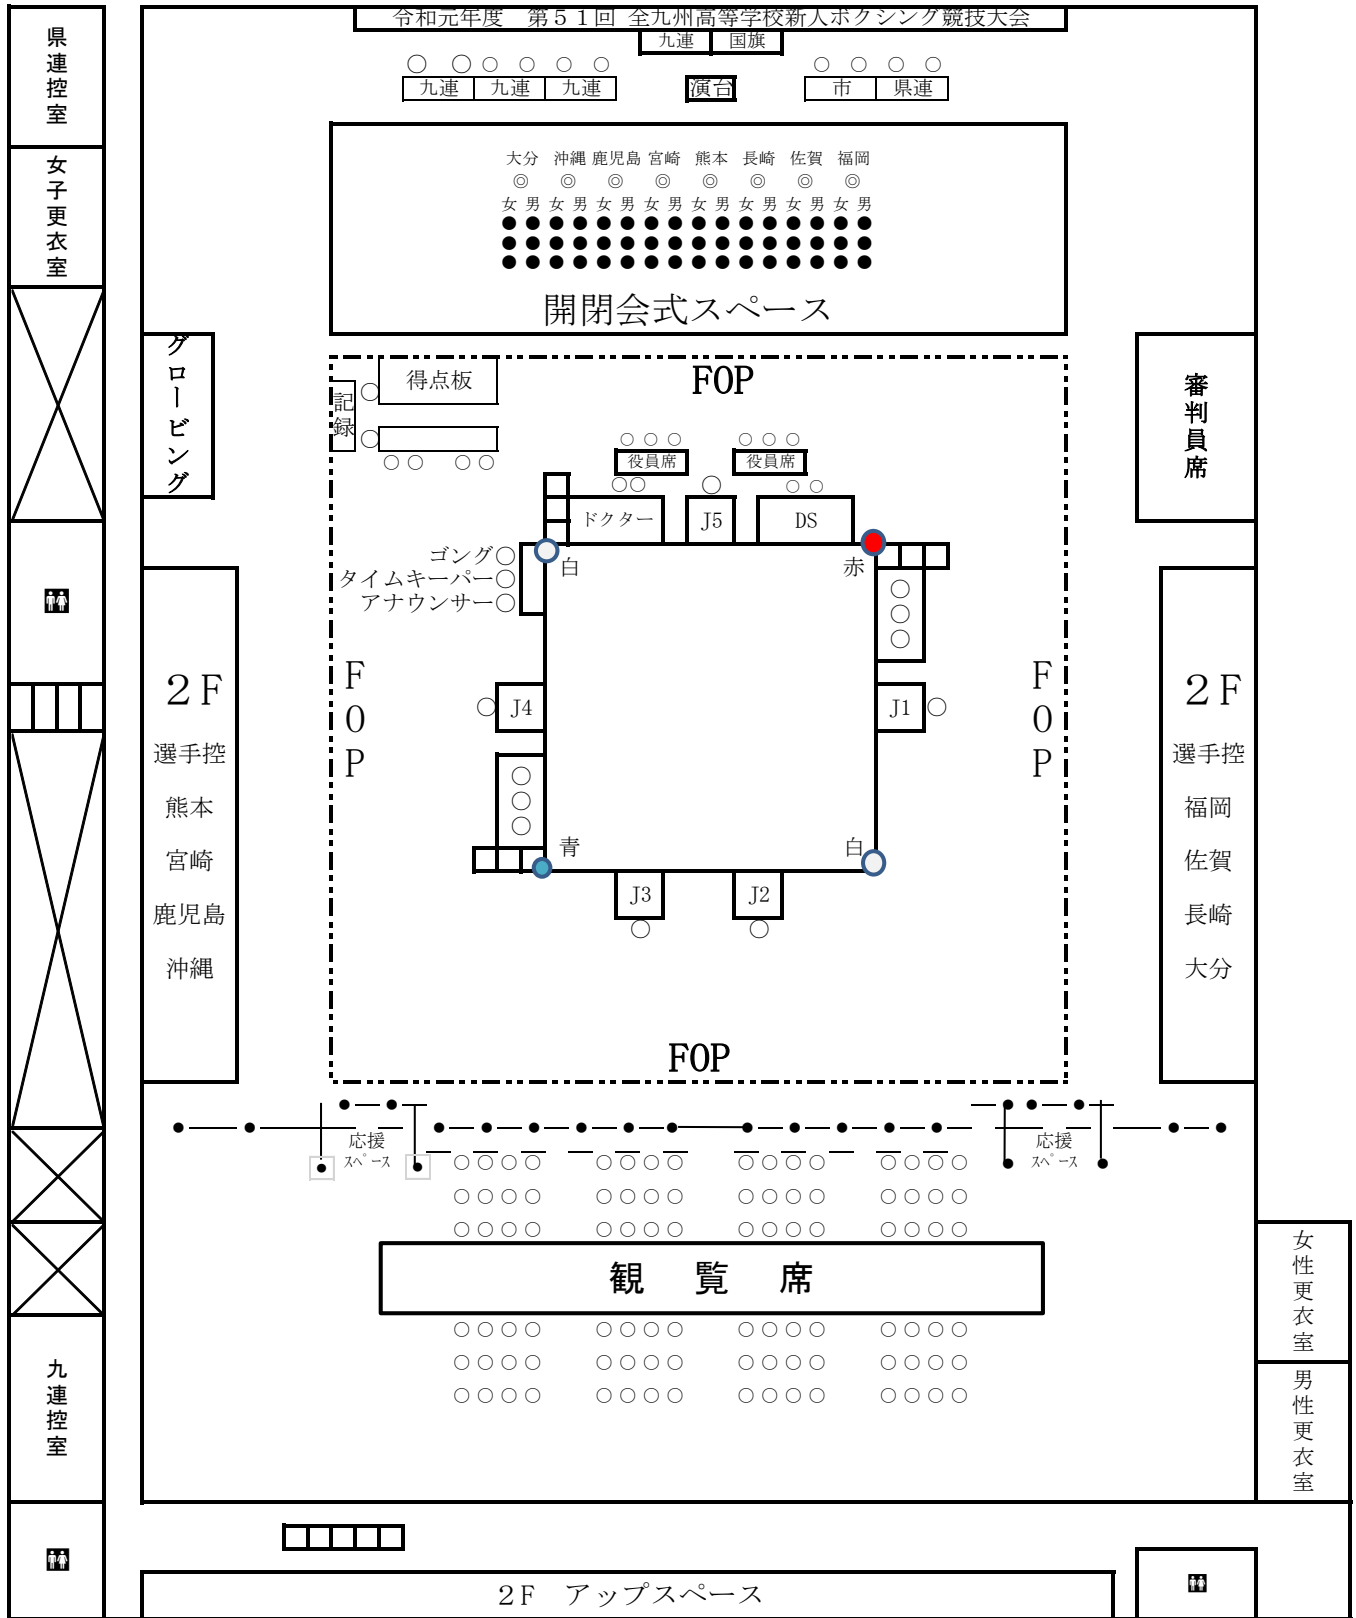 令和元年度　第５１回 全九州高等学校新人ボクシング競技大会
九連 国旗
九連 九連 九連 演台 市 県連
県連控室
女子更衣室
大分 沖縄 鹿児島 宮崎 熊本 長崎 佐賀 福岡
◎ ◎ ◎ ◎ ◎ ◎ ◎ ◎
女 男 女 男 女 男 女 男 女 男 女 男 女 男 女 男
開閉会式スペース
グロービング
審判員席
FOP
得点板
記録
役員席 役員席
ドクター J5 DS
ゴング
タイムキーパー
アナウンサー
白 赤
FOP
FOP
J4 J1
青 白
J3 J2
FOP
２F
選手控
熊本
宮崎
鹿児島
沖縄
２F
選手控
福岡
佐賀
長崎
大分
応援
スペース
応援
スペース
観　覧　席
女性更衣室
男性更衣室
九連控室
２F　アップスペース